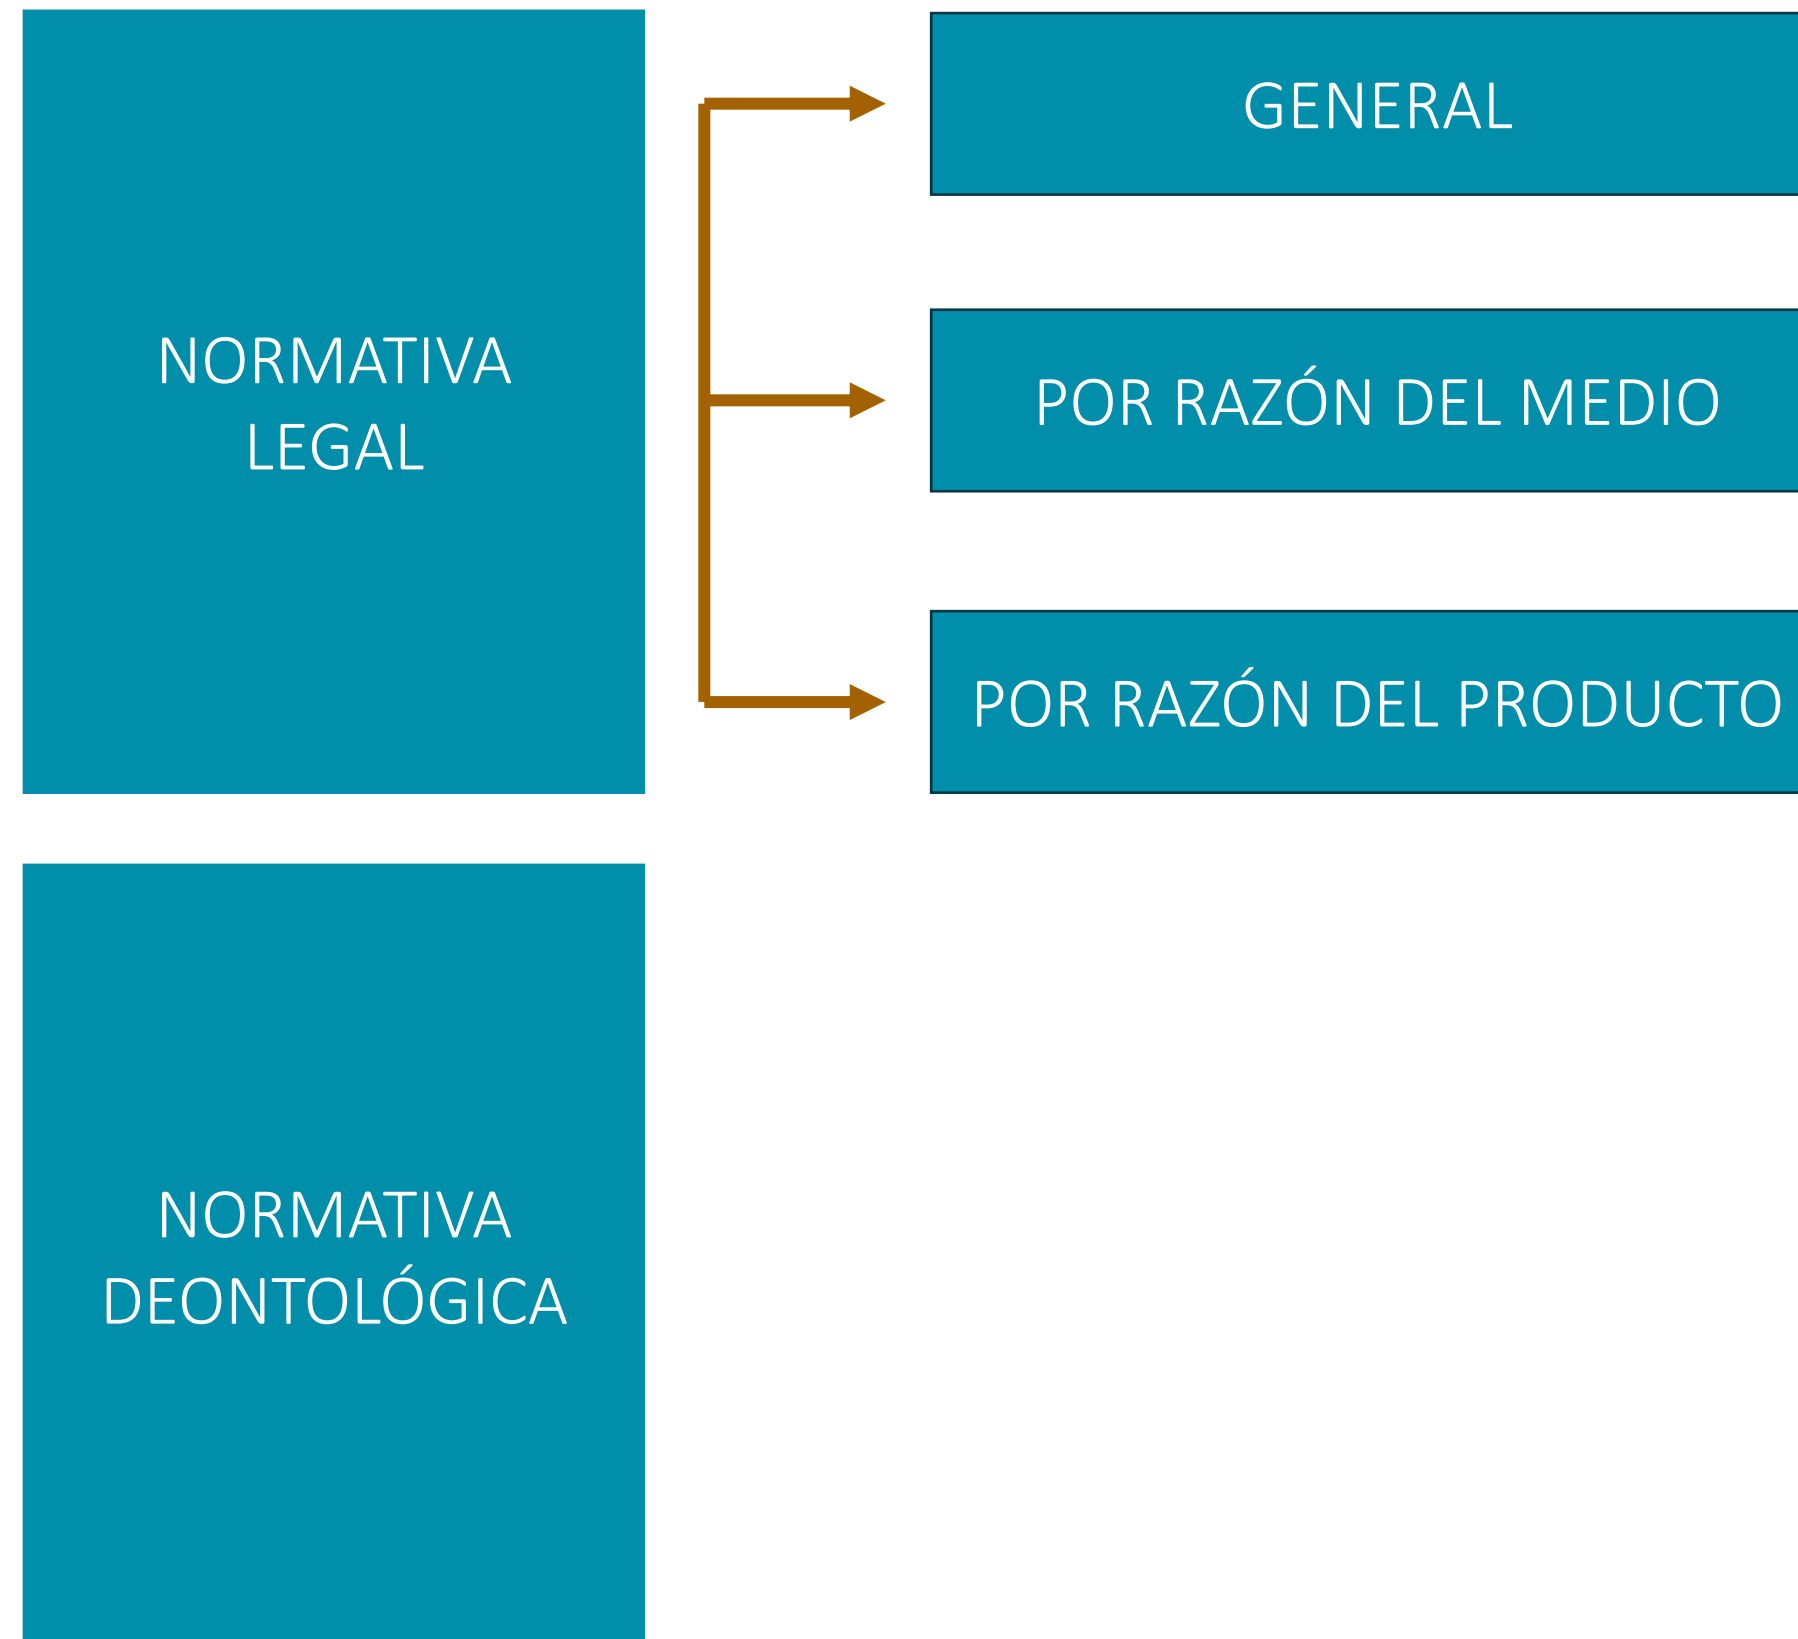 NORMATIVA
LEGAL
GENERAL
POR RAZÓN DEL MEDIO
POR RAZÓN DEL PRODUCTO
NORMATIVA
DEONTOLÓGICA